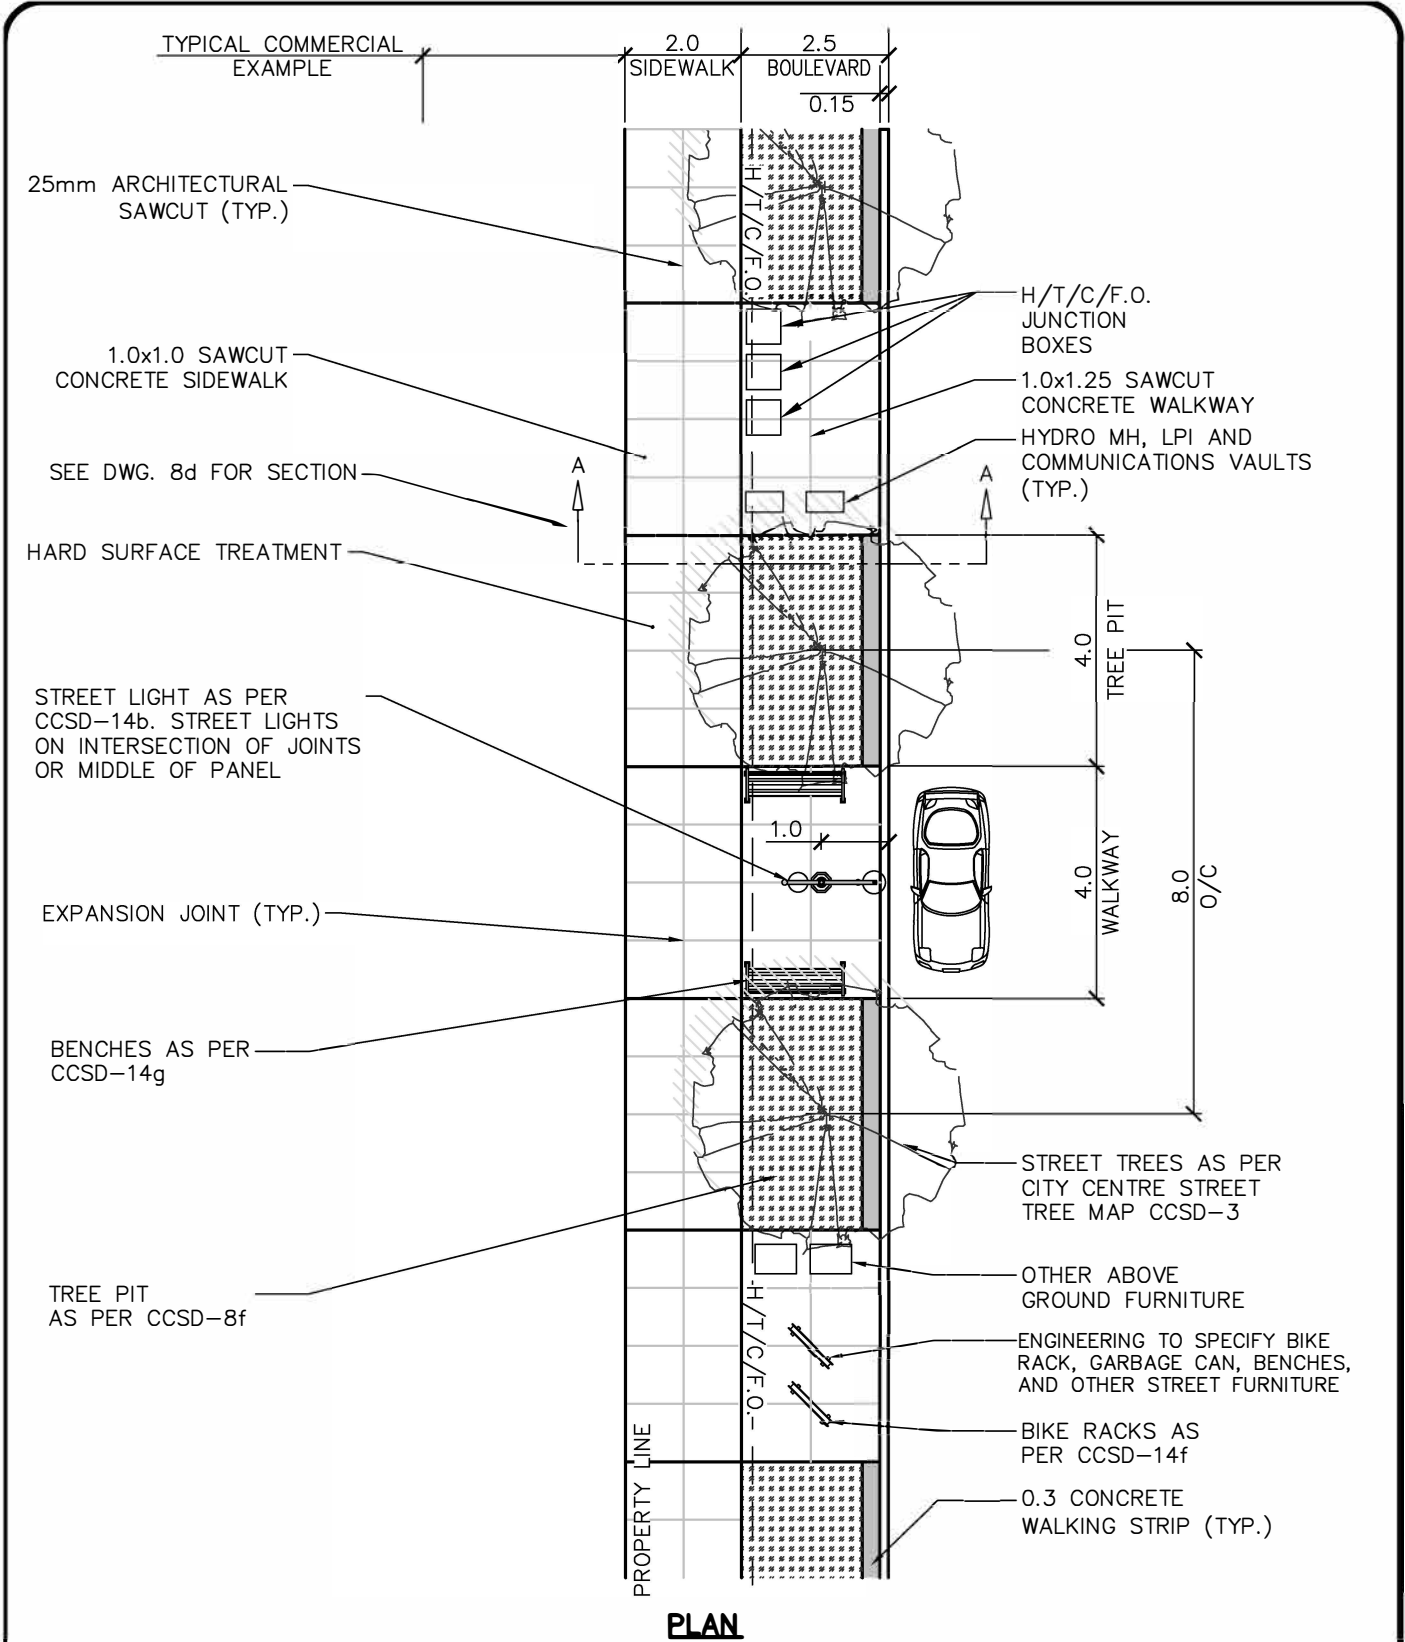 TYPICAL COMMERCIAL
EXAMPLE
2.0
SIDEWALK
2.5
BOULEVARD
0.15
25mm ARCHITECTURAL
SAWCUT (TYP.)
H/T/C/F.O.
H/T/C/F.O.
JUNCTION
BOXES
1.0x1.0 SAWCUT
CONCRETE SIDEWALK
1.0x1.25 SAWCUT
CONCRETE WALKWAY
HYDRO MH, LPI AND
COMMUNICATIONS VAULTS
(TYP.)
SEE DWG. 8d FOR SECTION
A
A
HARD SURFACE TREATMENT
4.0
TREE PIT
STREET LIGHT AS PER
CCSD-14b. STREET LIGHTS
ON INTERSECTION OF JOINTS
OR MIDDLE OF PANEL
1.0
4.0
WALKWAY
8.0
O/C
EXPANSION JOINT (TYP.)
BENCHES AS PER
CCSD-14g
STREET TREES AS PER
CITY CENTRE STREET
TREE MAP CCSD-3
TREE PIT
AS PER CCSD-8f
OTHER ABOVE
GROUND FURNITURE
H/T/C/F.O.
ENGINEERING TO SPECIFY BIKE
RACK, GARBAGE CAN, BENCHES,
AND OTHER STREET FURNITURE
BIKE RACKS AS
PER CCSD-14f
PROPERTY LINE
0.3 CONCRETE
WALKING STRIP (TYP.)
PLAN